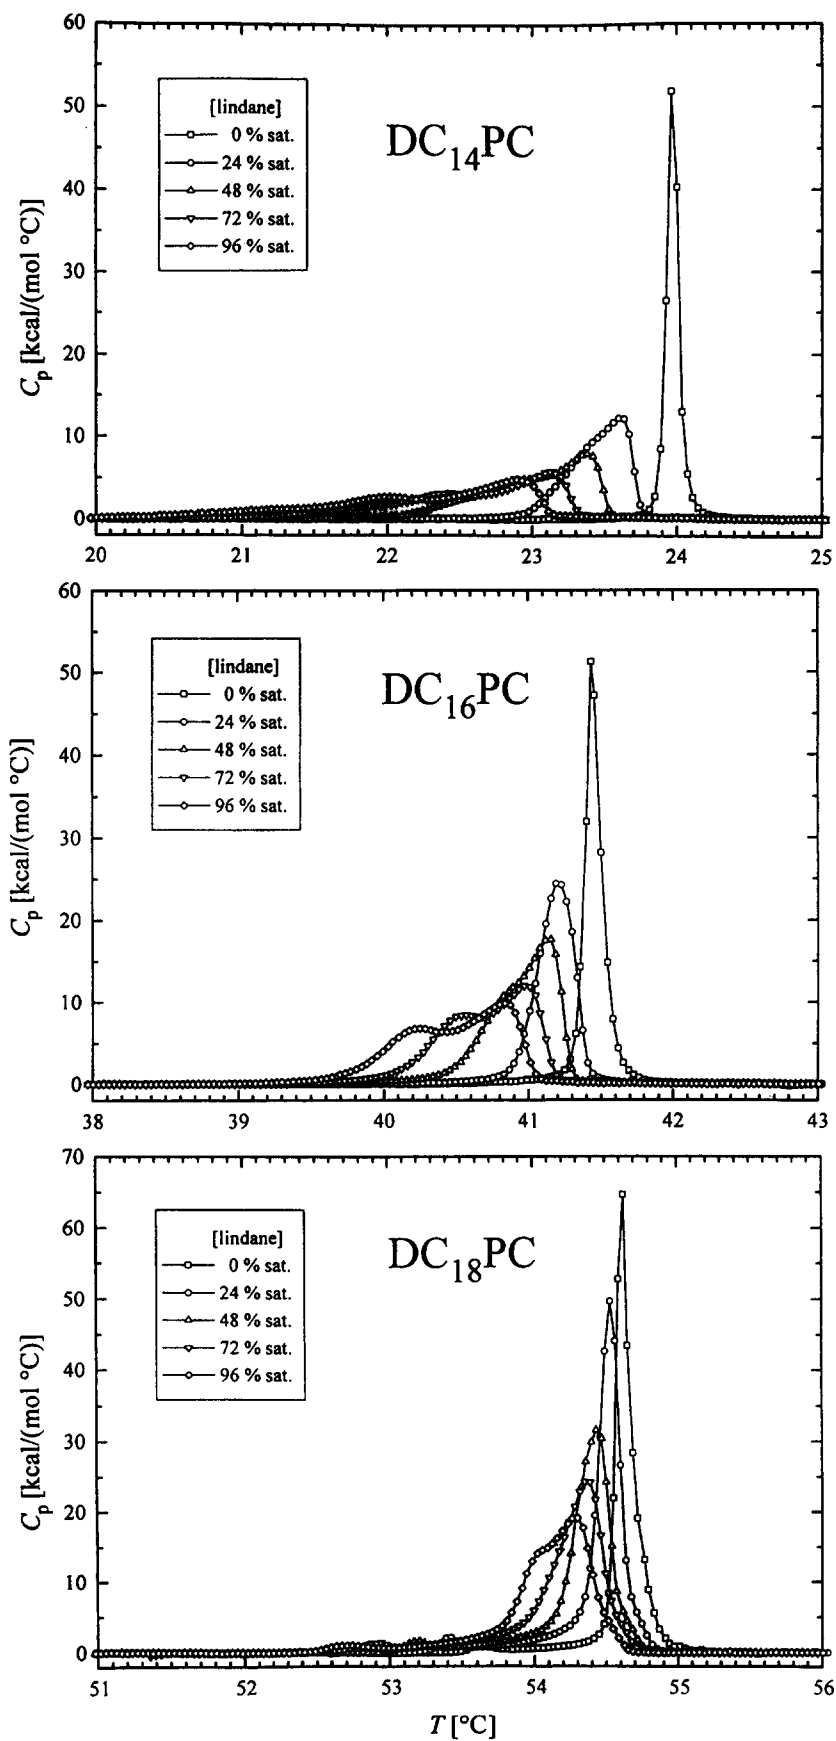 60
50
40
30
20
10
0
C_p [kcal/(mol °C)]
[lindane]
0 % sat.
24 % sat.
48 % sat.
72 % sat.
96 % sat.
DC₁₄PC
20 21 22 23 24 25
60
50
40
30
20
10
0
C_p [kcal/(mol °C)]
[lindane]
0 % sat.
24 % sat.
48 % sat.
72 % sat.
96 % sat.
DC₁₆PC
38 39 40 41 42 43
70
60
50
40
30
20
10
0
C_p [kcal/(mol °C)]
[lindane]
0 % sat.
24 % sat.
48 % sat.
72 % sat.
96 % sat.
DC₁₈PC
51 52 53 54 55 56
T [°C]